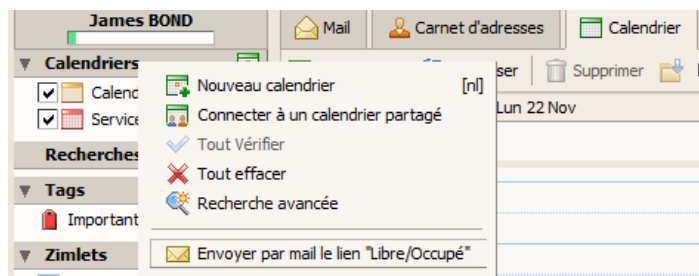 James BOND
Mail Carnet d'adresses Calendrier
Calendriers
ser Supprimer
Calend
Nouveau calendrier [nl]
Service
Connecter à un calendrier partagé
Lun 22 Nov
Tout Vérifier
Recherches
Tout effacer
Tags
Recherche avancée
Important
Zimlets
Envoyer par mail le lien "Libre/Occupé"